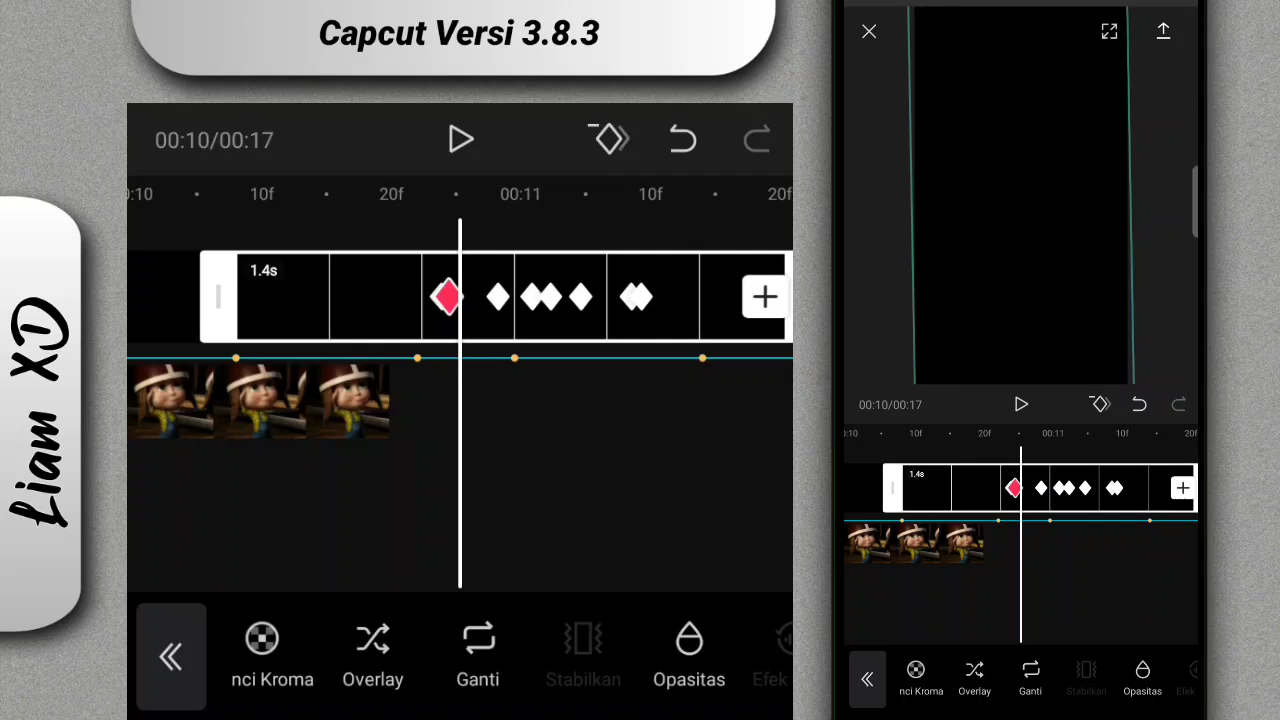 Capcut Versi 3.8.3
Liam XD
00:10/00:17
0:10
10f
20f
00:11
10f
20f
1.4s
nci Kroma
Overlay
Ganti
Stabilkan
Opasitas
Efek
00:10/00:17
0:10
10f
20f
00:11
10f
20f
1.4s
nci Kroma
Overlay
Ganti
Stabilkan
Opasitas
Efek